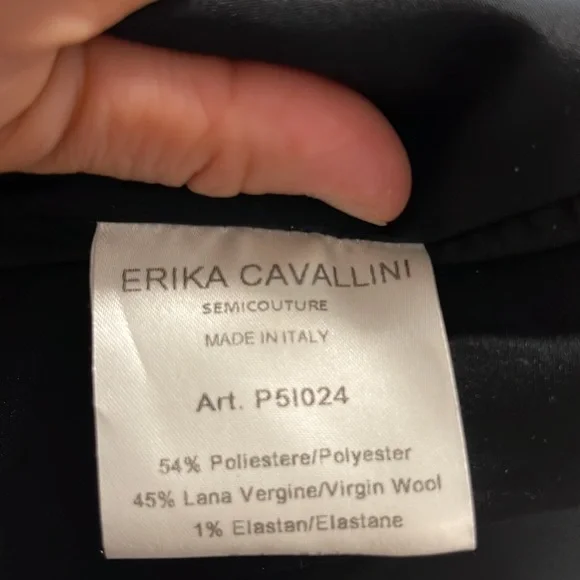 ERIKA CAVALLINI
SEMICOUTURE
MADE IN ITALY
Art. P5I024
54% Poliestere/Polyester
45% Lana Vergine/Virgin Wool
1% Elastan/Elastane